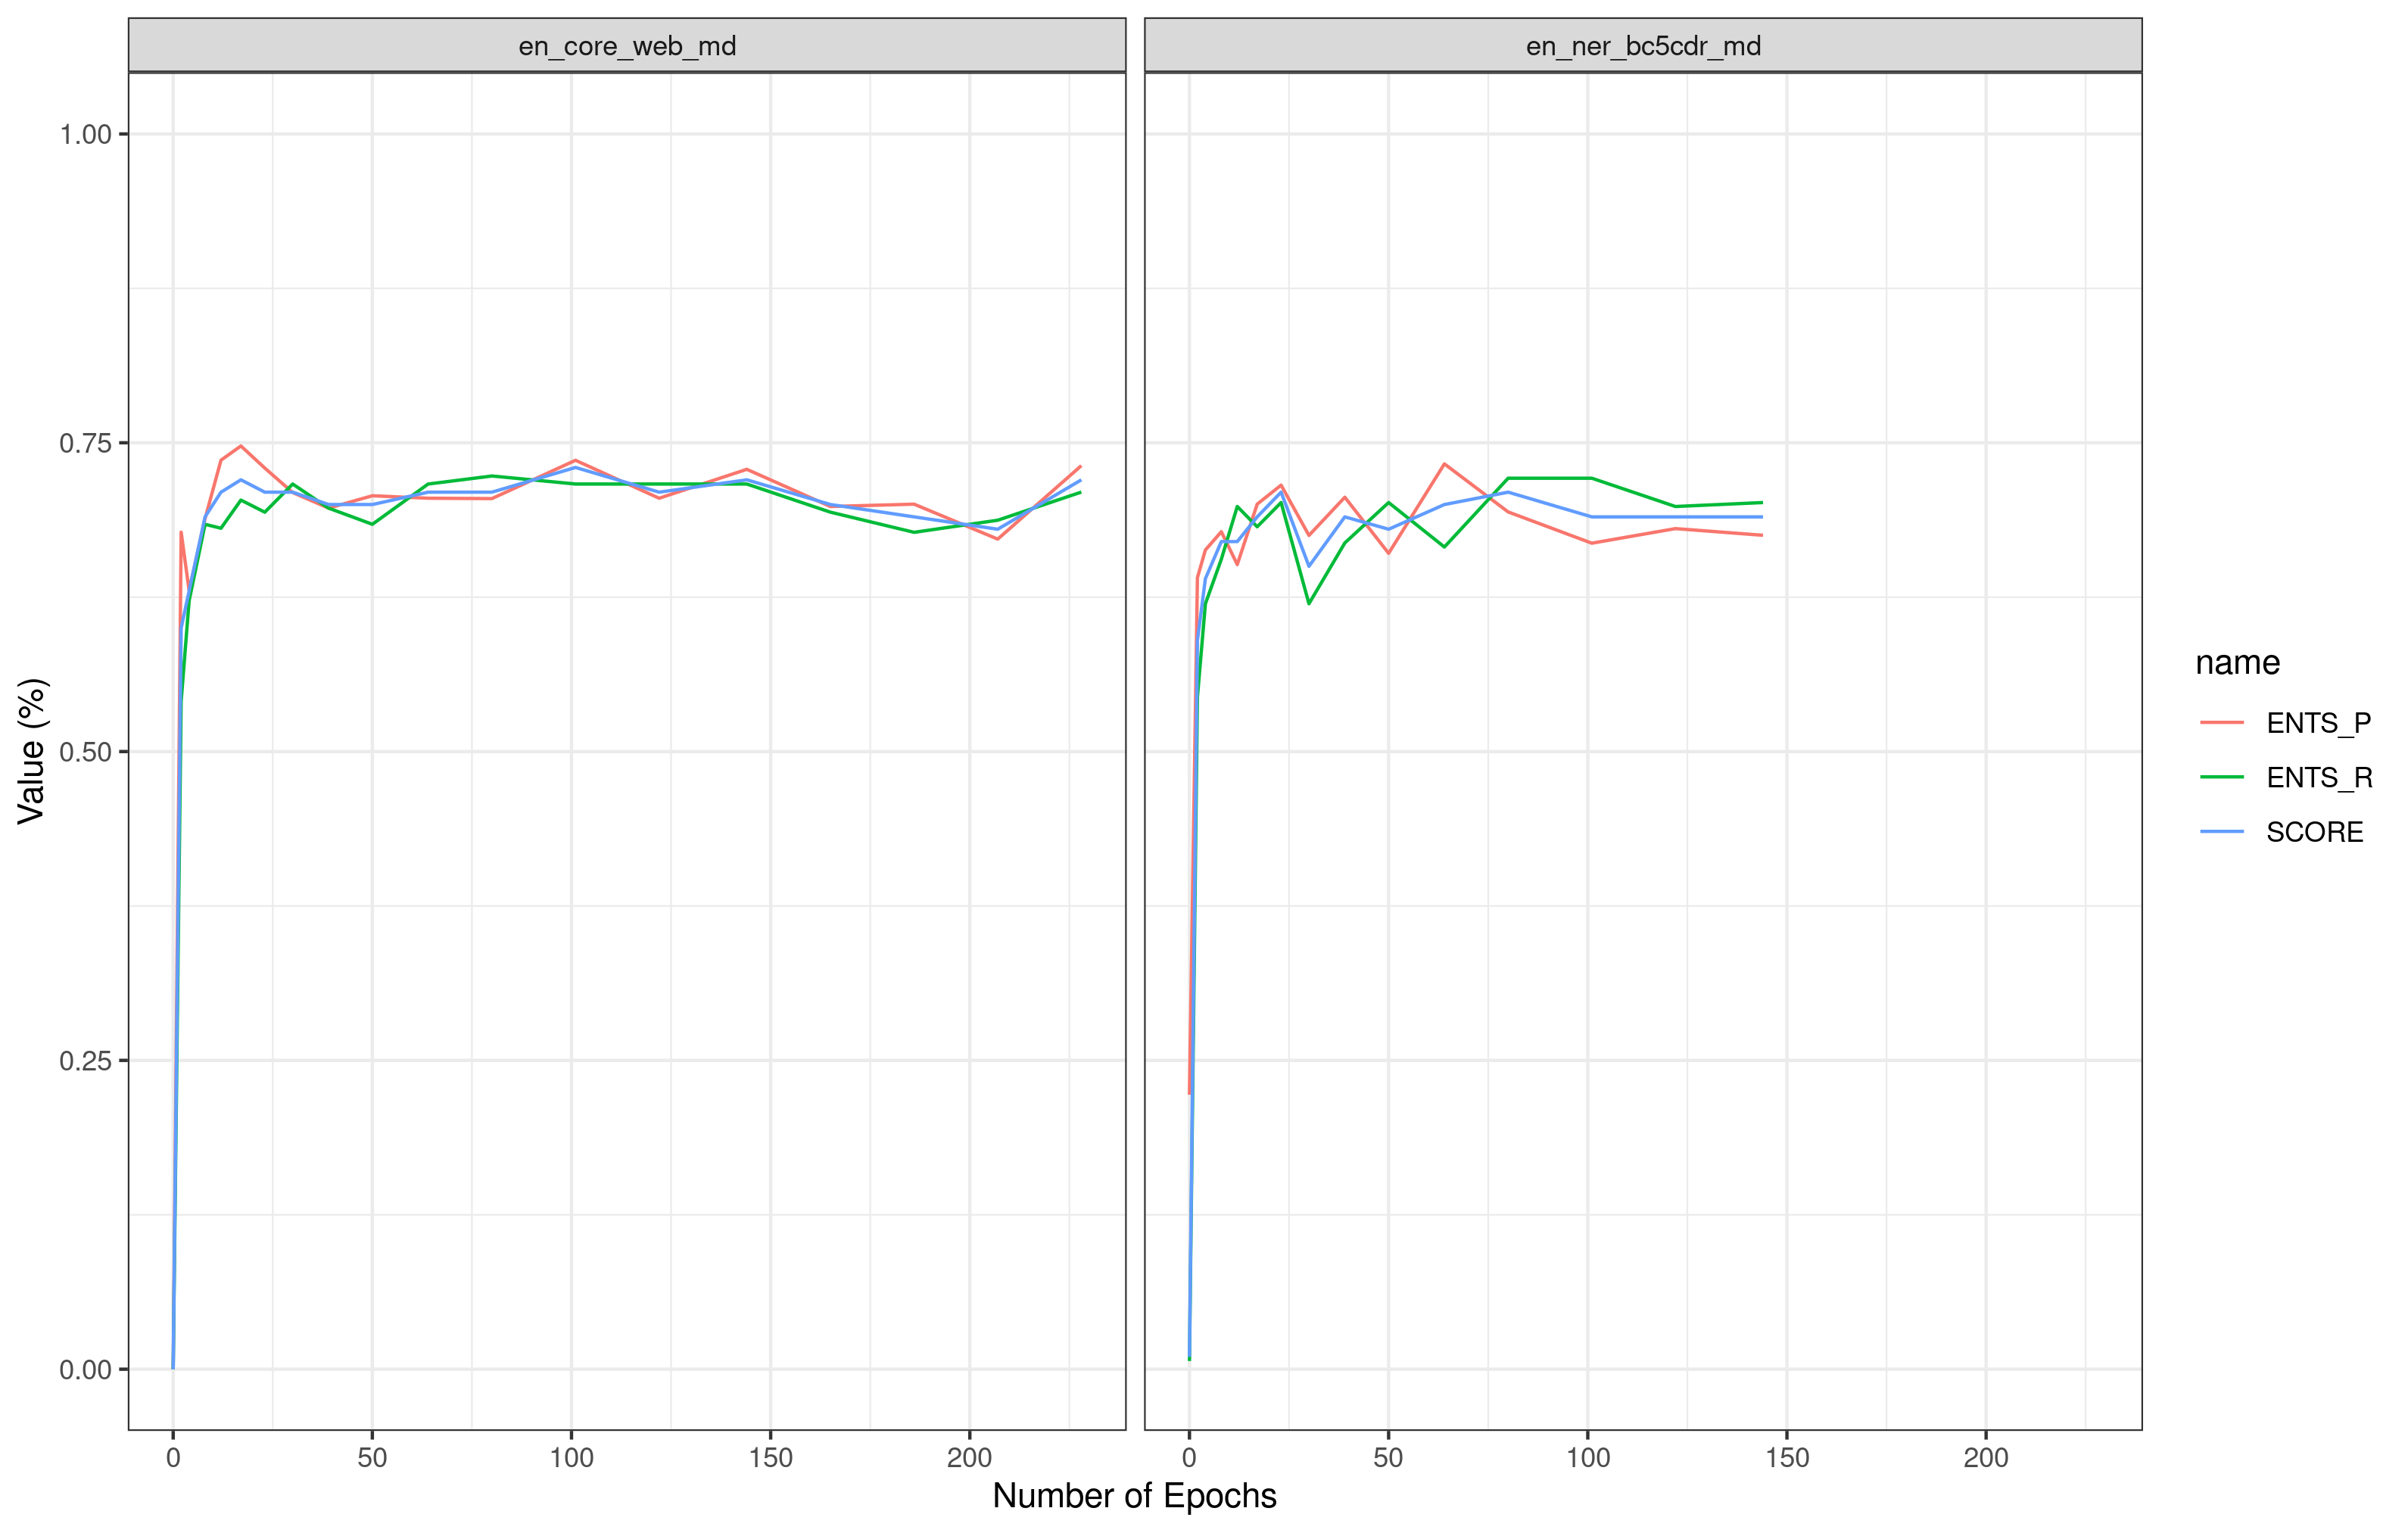 en_core_web_md
en_ner_bc5cdr_md
1.00
0.75
0.50
0.25
0.00
Value (%)
0 50 100 150 200
0 50 100 150 200
Number of Epochs
name
ENTS_P
ENTS_R
SCORE